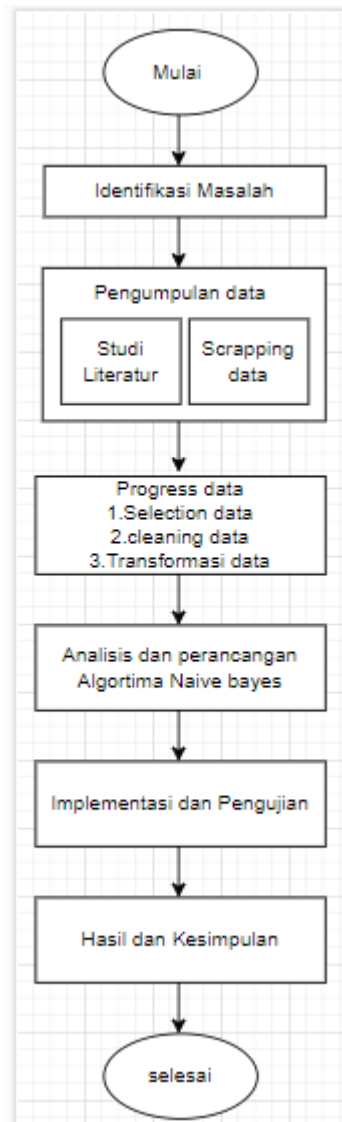 Mulai
Identifikasi Masalah
Pengumpulan data
Studi
Literatur
Scrapping
data
Progress data
1.Selection data
2.cleaning data
3.Transformasi data
Analisis dan perancangan
Algortima Naive bayes
Implementasi dan Pengujian
Hasil dan Kesimpulan
selesai